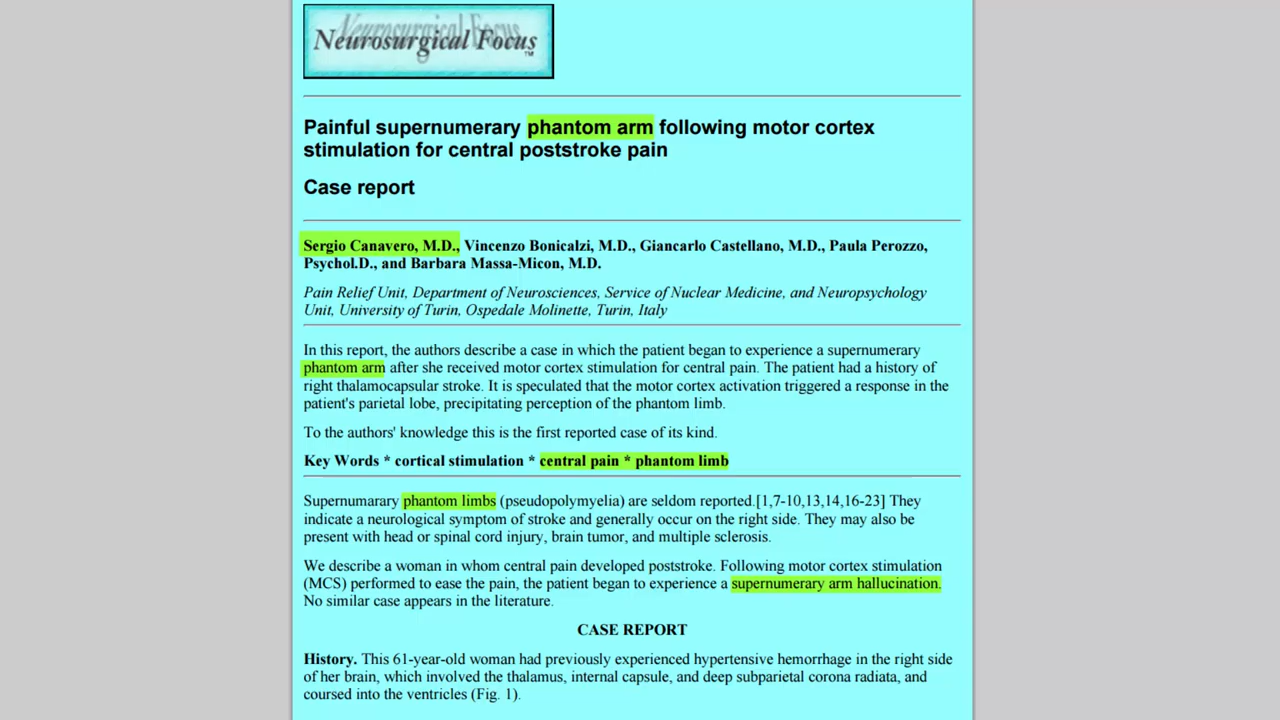 Neurosurgical Focus™
Painful supernumerary phantom arm following motor cortex
stimulation for central poststroke pain
Case report
Sergio Canavero, M.D., Vincenzo Bonicalzi, M.D., Giancarlo Castellano, M.D., Paula Perozzo,
Psychol.D., and Barbara Massa-Micon, M.D.
Pain Relief Unit, Department of Neurosciences, Service of Nuclear Medicine, and Neuropsychology
Unit, University of Turin, Ospedale Molinette, Turin, Italy
In this report, the authors describe a case in which the patient began to experience a supernumerary
phantom arm after she received motor cortex stimulation for central pain. The patient had a history of
right thalamocapsular stroke. It is speculated that the motor cortex activation triggered a response in the
patient's parietal lobe, precipitating perception of the phantom limb.
To the authors' knowledge this is the first reported case of its kind.
Key Words * cortical stimulation * central pain * phantom limb
Supernumarary phantom limbs (pseudopolymyelia) are seldom reported.[1,7-10,13,14,16-23] They
indicate a neurological symptom of stroke and generally occur on the right side. They may also be
present with head or spinal cord injury, brain tumor, and multiple sclerosis.
We describe a woman in whom central pain developed poststroke. Following motor cortex stimulation
(MCS) performed to ease the pain, the patient began to experience a supernumerary arm hallucination.
No similar case appears in the literature.
CASE REPORT
History. This 61-year-old woman had previously experienced hypertensive hemorrhage in the right side
of her brain, which involved the thalamus, internal capsule, and deep subparietal corona radiata, and
coursed into the ventricles (Fig. 1).